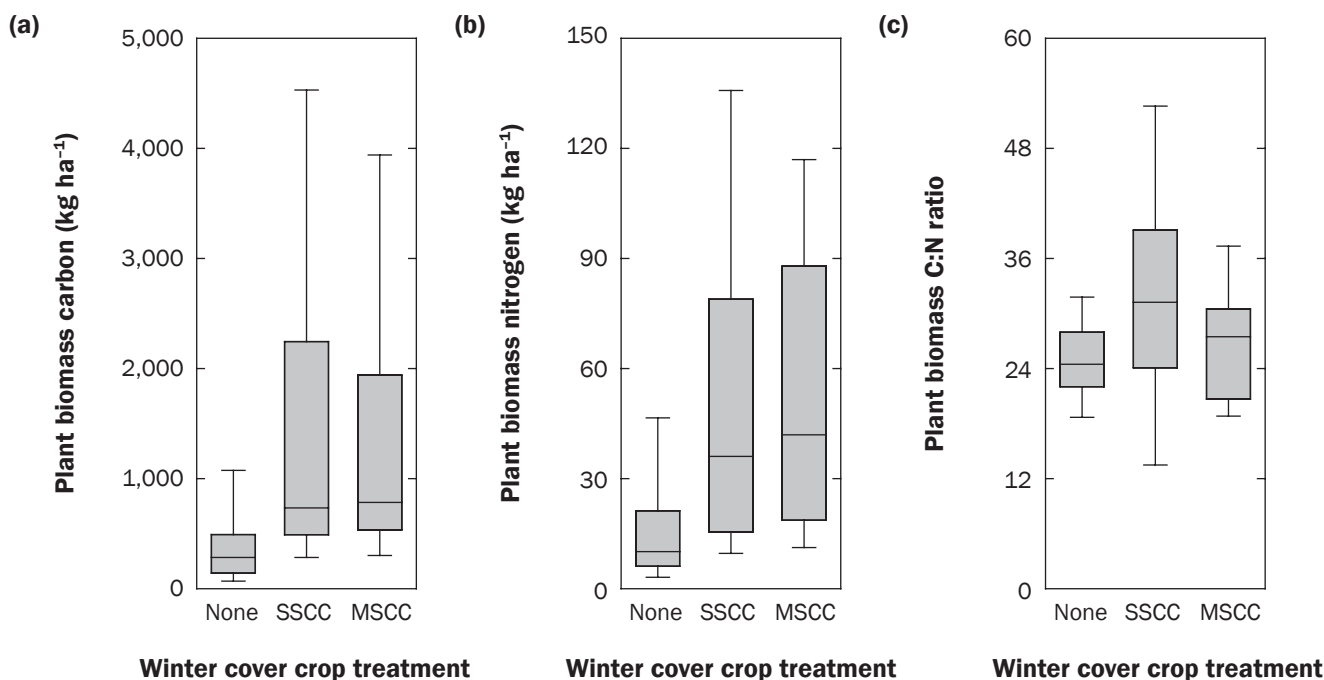 (a)
Plant biomass carbon (kg ha⁻¹)
5,000
4,000
3,000
2,000
1,000
0
None SSCC MSCC
Winter cover crop treatment
(b)
Plant biomass nitrogen (kg ha⁻¹)
150
120
90
60
30
0
None SSCC MSCC
Winter cover crop treatment
(c)
Plant biomass C:N ratio
60
48
36
24
12
0
None SSCC MSCC
Winter cover crop treatment